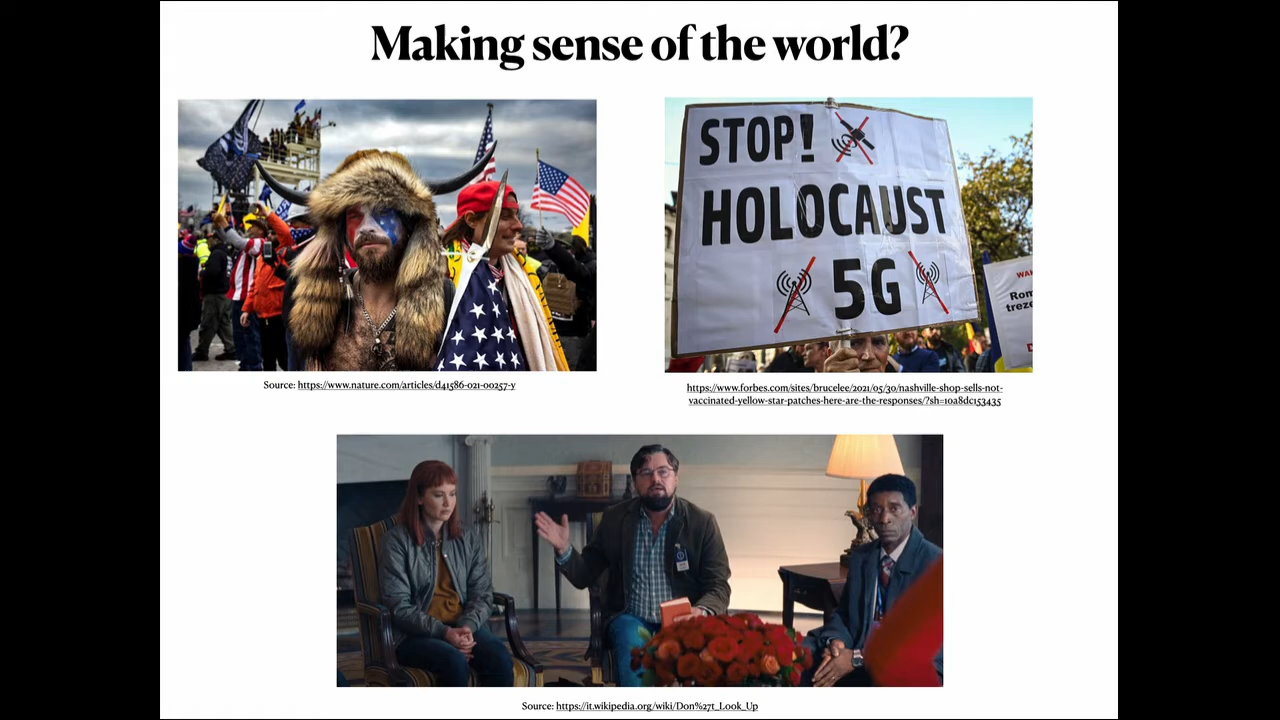 Making sense of the world?
STOP!
HOLOCAUST
5G
Rom
treze
Source: https://www.nature.com/articles/d41586-021-00257-y
https://www.forbes.com/sites/brucelee/2021/05/30/nashville-shop-sells-not-
vaccinated-yellow-star-patches-here-are-the-responses/?sh=10a8dc153435
Source: https://it.wikipedia.org/wiki/Don%27t_Look_Up